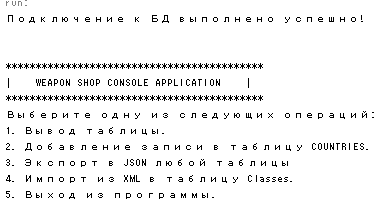 run:
Подключение к БД выполнено успешно!
*******************************************
|    WEAPON SHOP CONSOLE APPLICATION    |
*******************************************
Выберите одну из следующих операций:
1. Вывод таблицы.
2. Добавление записи в таблицу COUNTRIES.
3. Экспорт в JSON любой таблицы
4. Импорт из XML в таблицу Classes.
5. Выход из программы.